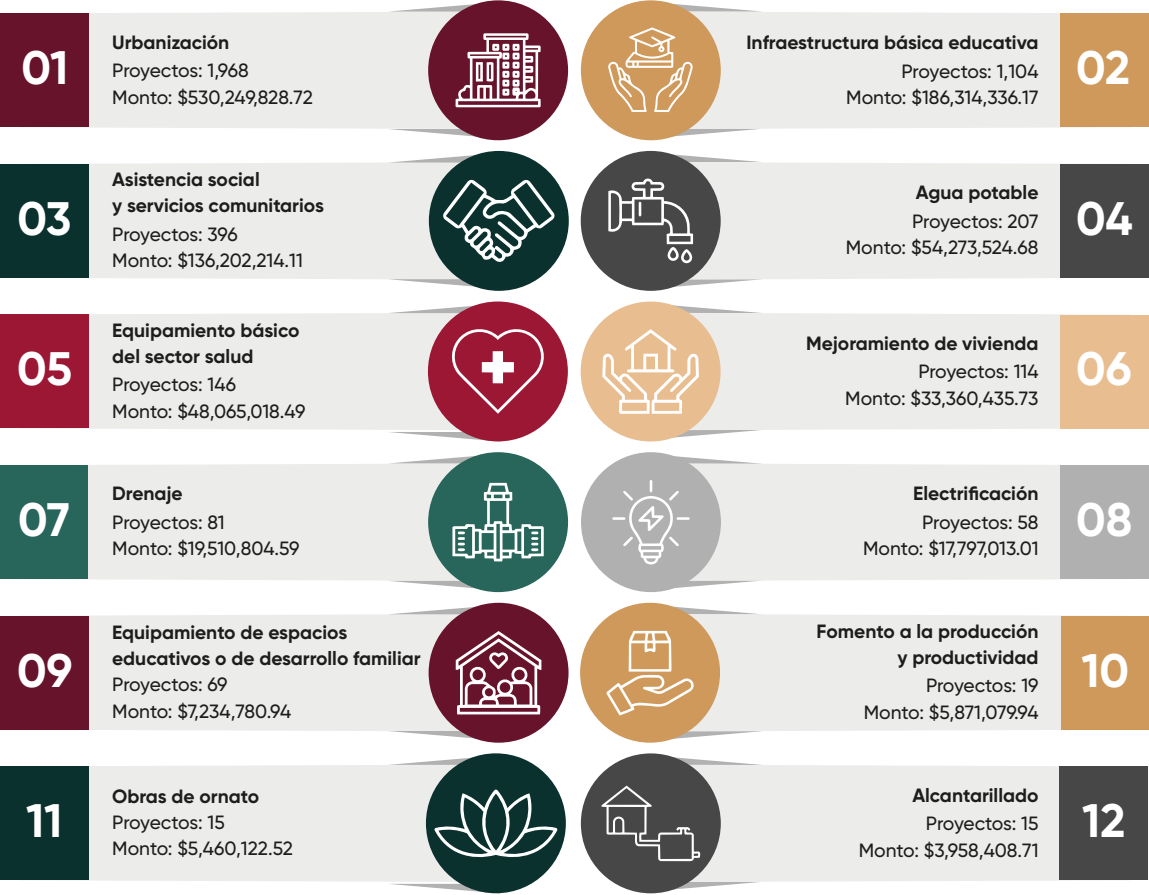 01
Urbanización
Proyectos: 1,968
Monto: $530,249,828.72
Infraestructura básica educativa
Proyectos: 1,104
Monto: $186,314,336.17
02
03
Asistencia social
y servicios comunitarios
Proyectos: 396
Monto: $136,202,214.11
Agua potable
Proyectos: 207
Monto: $54,273,524.68
04
05
Equipamiento básico
del sector salud
Proyectos: 146
Monto: $48,065,018.49
Mejoramiento de vivienda
Proyectos: 114
Monto: $33,360,435.73
06
07
Drenaje
Proyectos: 81
Monto: $19,510,804.59
Electrificación
Proyectos: 58
Monto: $17,797,013.01
08
09
Equipamiento de espacios
educativos o de desarrollo familiar
Proyectos: 69
Monto: $7,234,780.94
Fomento a la producción
y productividad
Proyectos: 19
Monto: $5,871,079.94
10
11
Obras de ornato
Proyectos: 15
Monto: $5,460,122.52
Alcantarillado
Proyectos: 15
Monto: $3,958,408.71
12